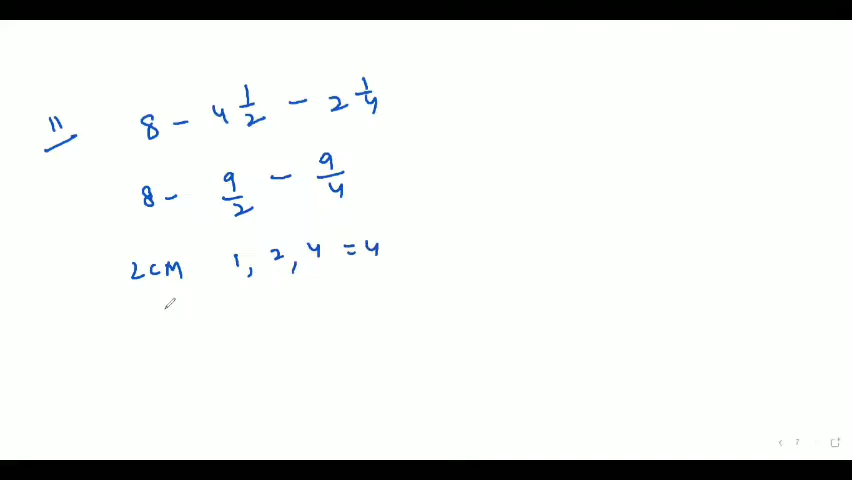 11 8 - 4 1/2 - 2 1/4
8 - 9/2 - 9/4
LCM 1, 2, 4 = 4